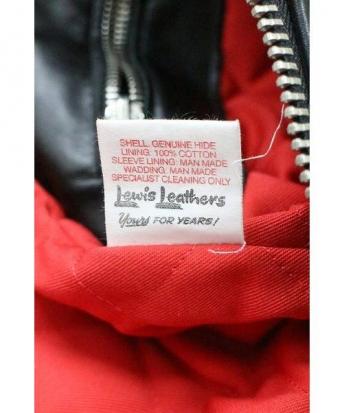 SHELL. GENUINE HIDE
LINING: 100% COTTON
SLEEVE LINING: MAN MADE
WADDING: MAN MADE
SPECIALIST CLEANING ONLY
Lewis Leathers
Yours FOR YEARS!